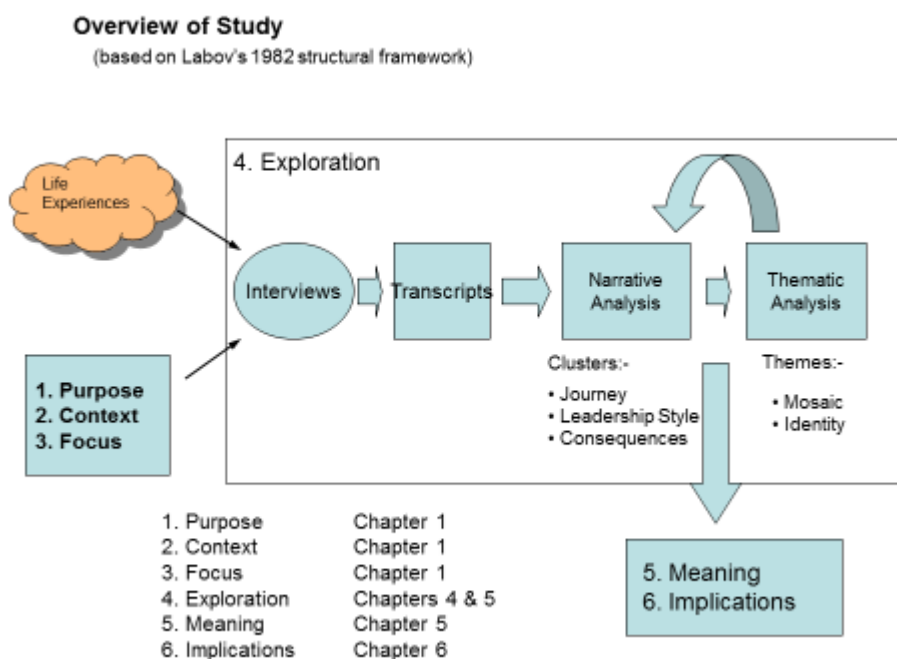 Overview of Study
(based on Labov's 1982 structural framework)
4. Exploration
Life
Experiences
Interviews
Transcripts
Narrative
Analysis
Thematic
Analysis
1. Purpose
2. Context
3. Focus
Clusters:-
• Journey
• Leadership Style
• Consequences
Themes:-
• Mosaic
• Identity
1. Purpose Chapter 1
2. Context Chapter 1
3. Focus Chapter 1
4. Exploration Chapters 4 & 5
5. Meaning Chapter 5
6. Implications Chapter 6
5. Meaning
6. Implications